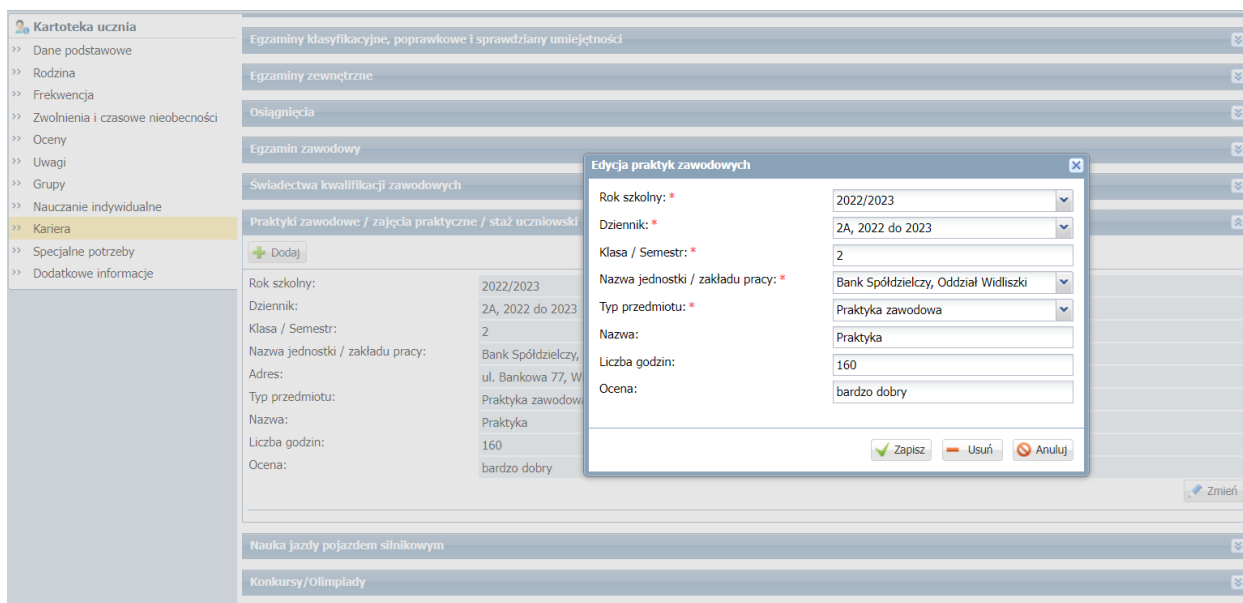 Kartoteka ucznia
Dane podstawowe
Rodzina
Frekwencja
Zwolnienia i czasowe nieobecności
Oceny
Uwagi
Grupy
Nauczanie indywidualne
Kariera
Specjalne potrzeby
Dodatkowe informacje
Egzaminy klasyfikacyjne, poprawkowe i sprawdziany umiejętności
Egzaminy zewnętrzne
Osiągnięcia
Egzamin zawodowy
Świadectwa kwalifikacji zawodowych
Praktyki zawodowe / zajęcia praktyczne / staż uczniowski
Dodaj
Rok szkolny: 2022/2023
Dziennik: 2A, 2022 do 2023
Klasa / Semestr: 2
Nazwa jednostki / zakładu pracy: Bank Spółdzielczy,
Adres: ul. Bankowa 77,
Typ przedmiotu: Praktyka
Nazwa: Praktyka
Liczba godzin: 160
Ocena: bardzo dobry
Zmień
Nauka jazdy pojazdem silnikowym
Konkursy/Olimpiady
Edycja praktyk zawodowych
Rok szkolny: * 2022/2023
Dziennik: * 2A, 2022 do 2023
Klasa / Semestr: * 2
Nazwa jednostki / zakładu pracy: * Bank Spółdzielczy, Oddział Widliszki
Typ przedmiotu: * Praktyka zawodowa
Nazwa: Praktyka
Liczba godzin: 160
Ocena: bardzo dobry
Zapisz Usuń Anuluj